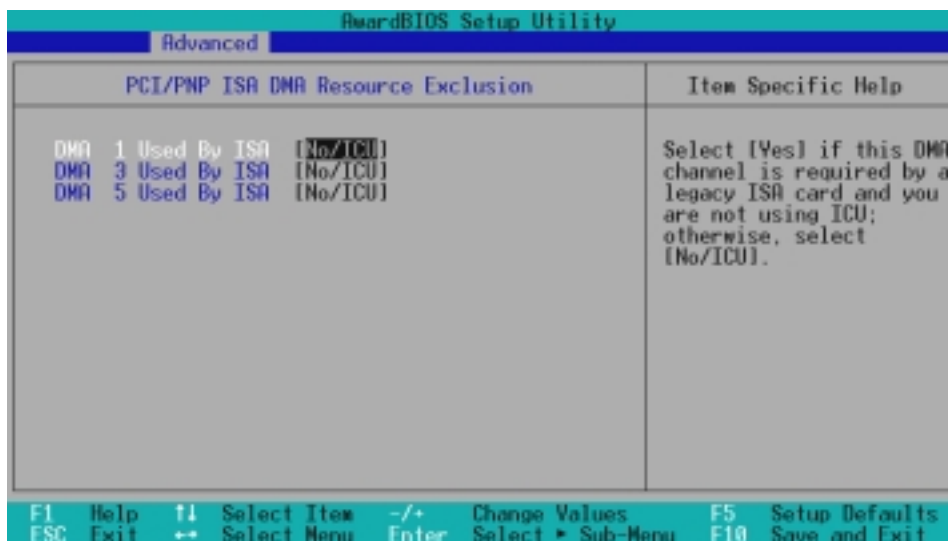 AwardBIOS Setup Utility
Advanced
PCI/PNP ISA DMA Resource Exclusion
Item Specific Help
DMA 1 Used By ISA [No/ICU]
DMA 3 Used By ISA [No/ICU]
DMA 5 Used By ISA [No/ICU]
Select [Yes] if this DMA
channel is required by a
legacy ISA card and you
are not using ICU;
otherwise, select
[No/ICU].
F1 Help ↑↓ Select Item -/+ Change Values F5 Setup Defaults
ESC Exit ↔ Select Menu Enter Select ► Sub-Menu F10 Save and Exit